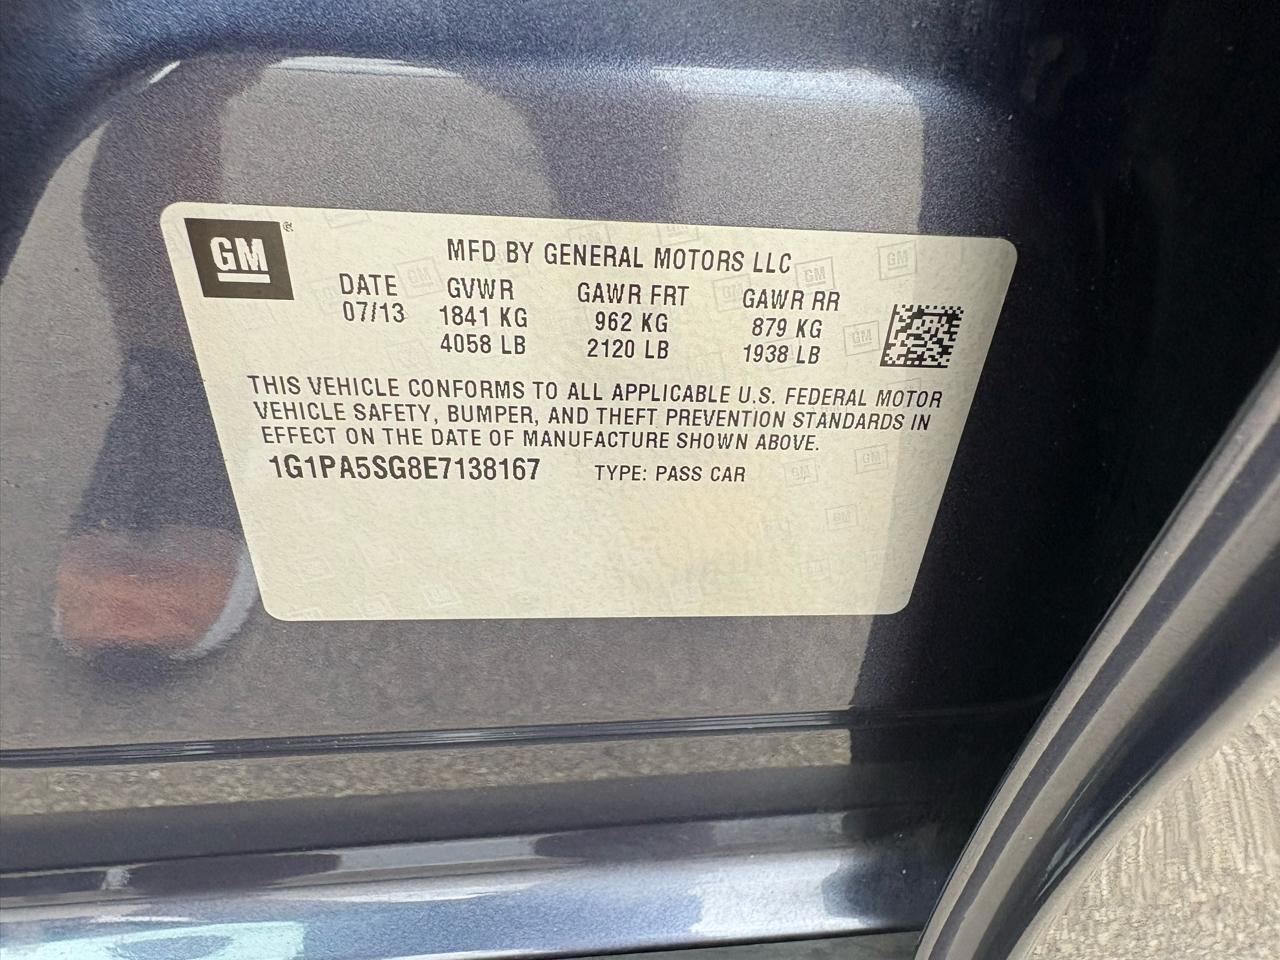 GM ®
MFD BY GENERAL MOTORS LLC
DATE GVWR GAWR FRT GAWR RR
07/13 1841 KG 962 KG 879 KG
4058 LB 2120 LB 1938 LB
THIS VEHICLE CONFORMS TO ALL APPLICABLE U.S. FEDERAL MOTOR
VEHICLE SAFETY, BUMPER, AND THEFT PREVENTION STANDARDS IN
EFFECT ON THE DATE OF MANUFACTURE SHOWN ABOVE.
1G1PA5SG8E7138167 TYPE: PASS CAR